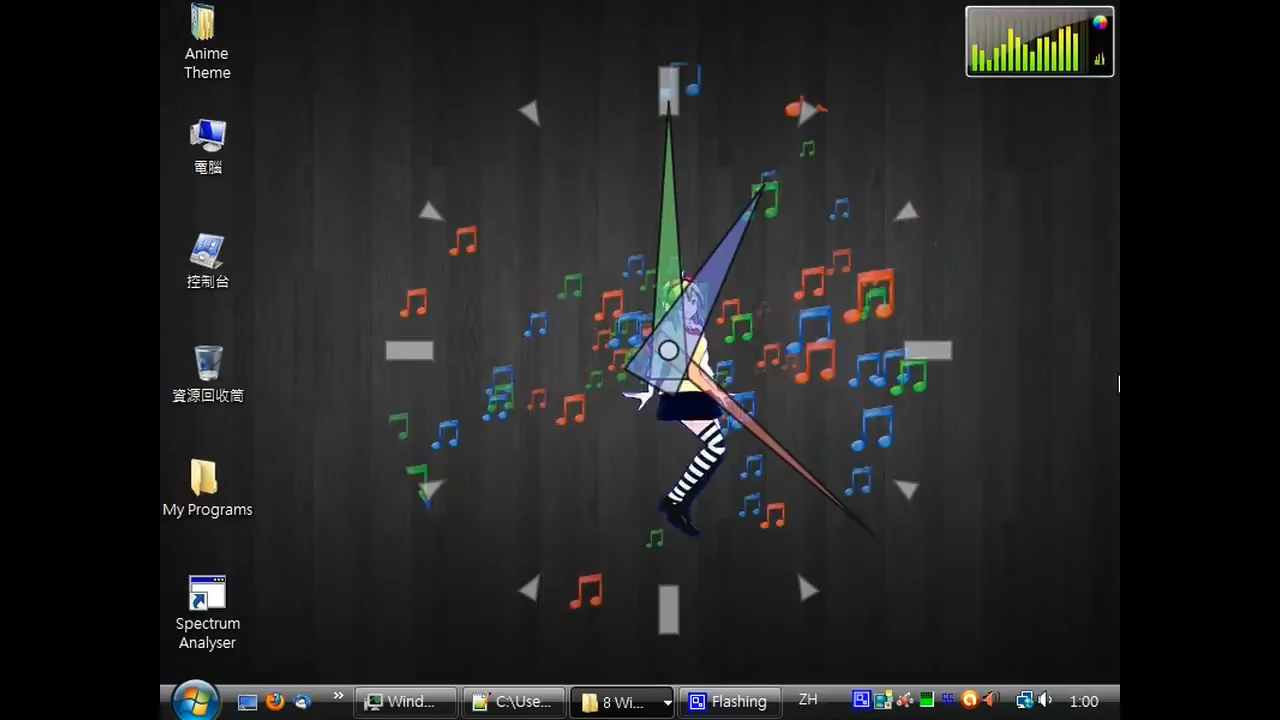 Anime
Theme
電腦
控制台
資源回收筒
My Programs
Spectrum
Analyser
»
Wind...
C:\Use...
8 Wi...
Flashing
ZH
55
1:00